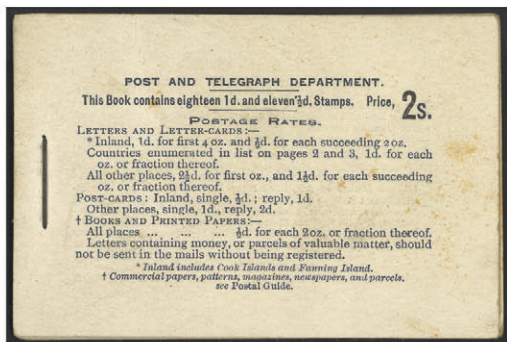 POST AND TELEGRAPH DEPARTMENT.
This Book contains eighteen 1d. and eleven ½d. Stamps. Price, 2s.
POSTAGE RATES.
LETTERS AND LETTER-CARDS:—
* Inland, 1d. for first 4 oz. and ½d. for each succeeding 2 oz.
Countries enumerated in list on pages 2 and 3, 1d. for each
oz. or fraction thereof.
All other places, 2½d. for first oz., and 1½d. for each succeeding
oz. or fraction thereof.
POST-CARDS: Inland, single, ½d.; reply, 1d.
Other places, single, 1d., reply, 2d.
† BOOKS AND PRINTED PAPERS:—
All places ... ... ... ½d. for each 2oz. or fraction thereof.
Letters containing money, or parcels of valuable matter, should
not be sent in the mails without being registered.
* Inland includes Cook Islands and Fanning Island.
† Commercial papers, patterns, magazines, newspapers, and parcels.
see Postal Guide.